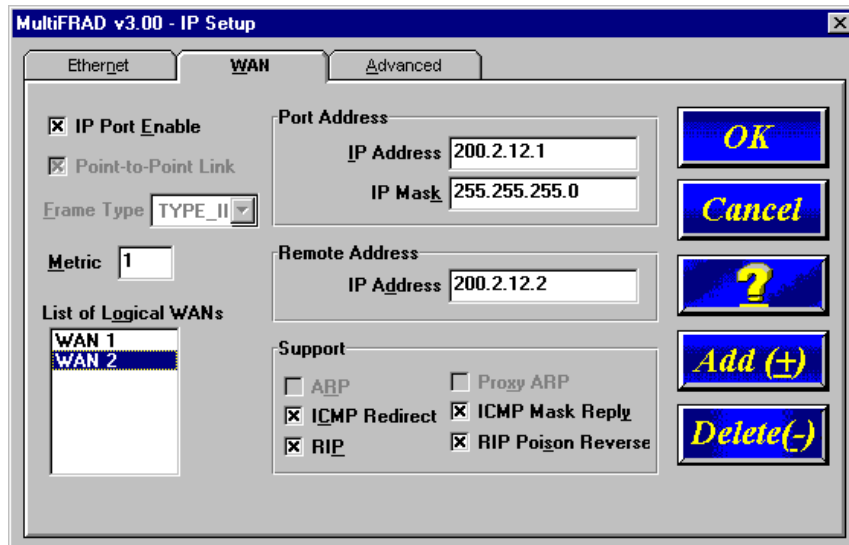 MultiFRAD v3.00 - IP Setup
Ethernet
WAN
Advanced
IP Port Enable
Point-to-Point Link
Frame Type TYPE_II
Metric 1
List of Logical WANs
WAN 1
WAN 2
Port Address
IP Address 200.2.12.1
IP Mask 255.255.255.0
Remote Address
IP Address 200.2.12.2
Support
ARP
Proxy ARP
ICMP Redirect
ICMP Mask Reply
RIP
RIP Poison Reverse
OK
Cancel
?
Add (+)
Delete(-)